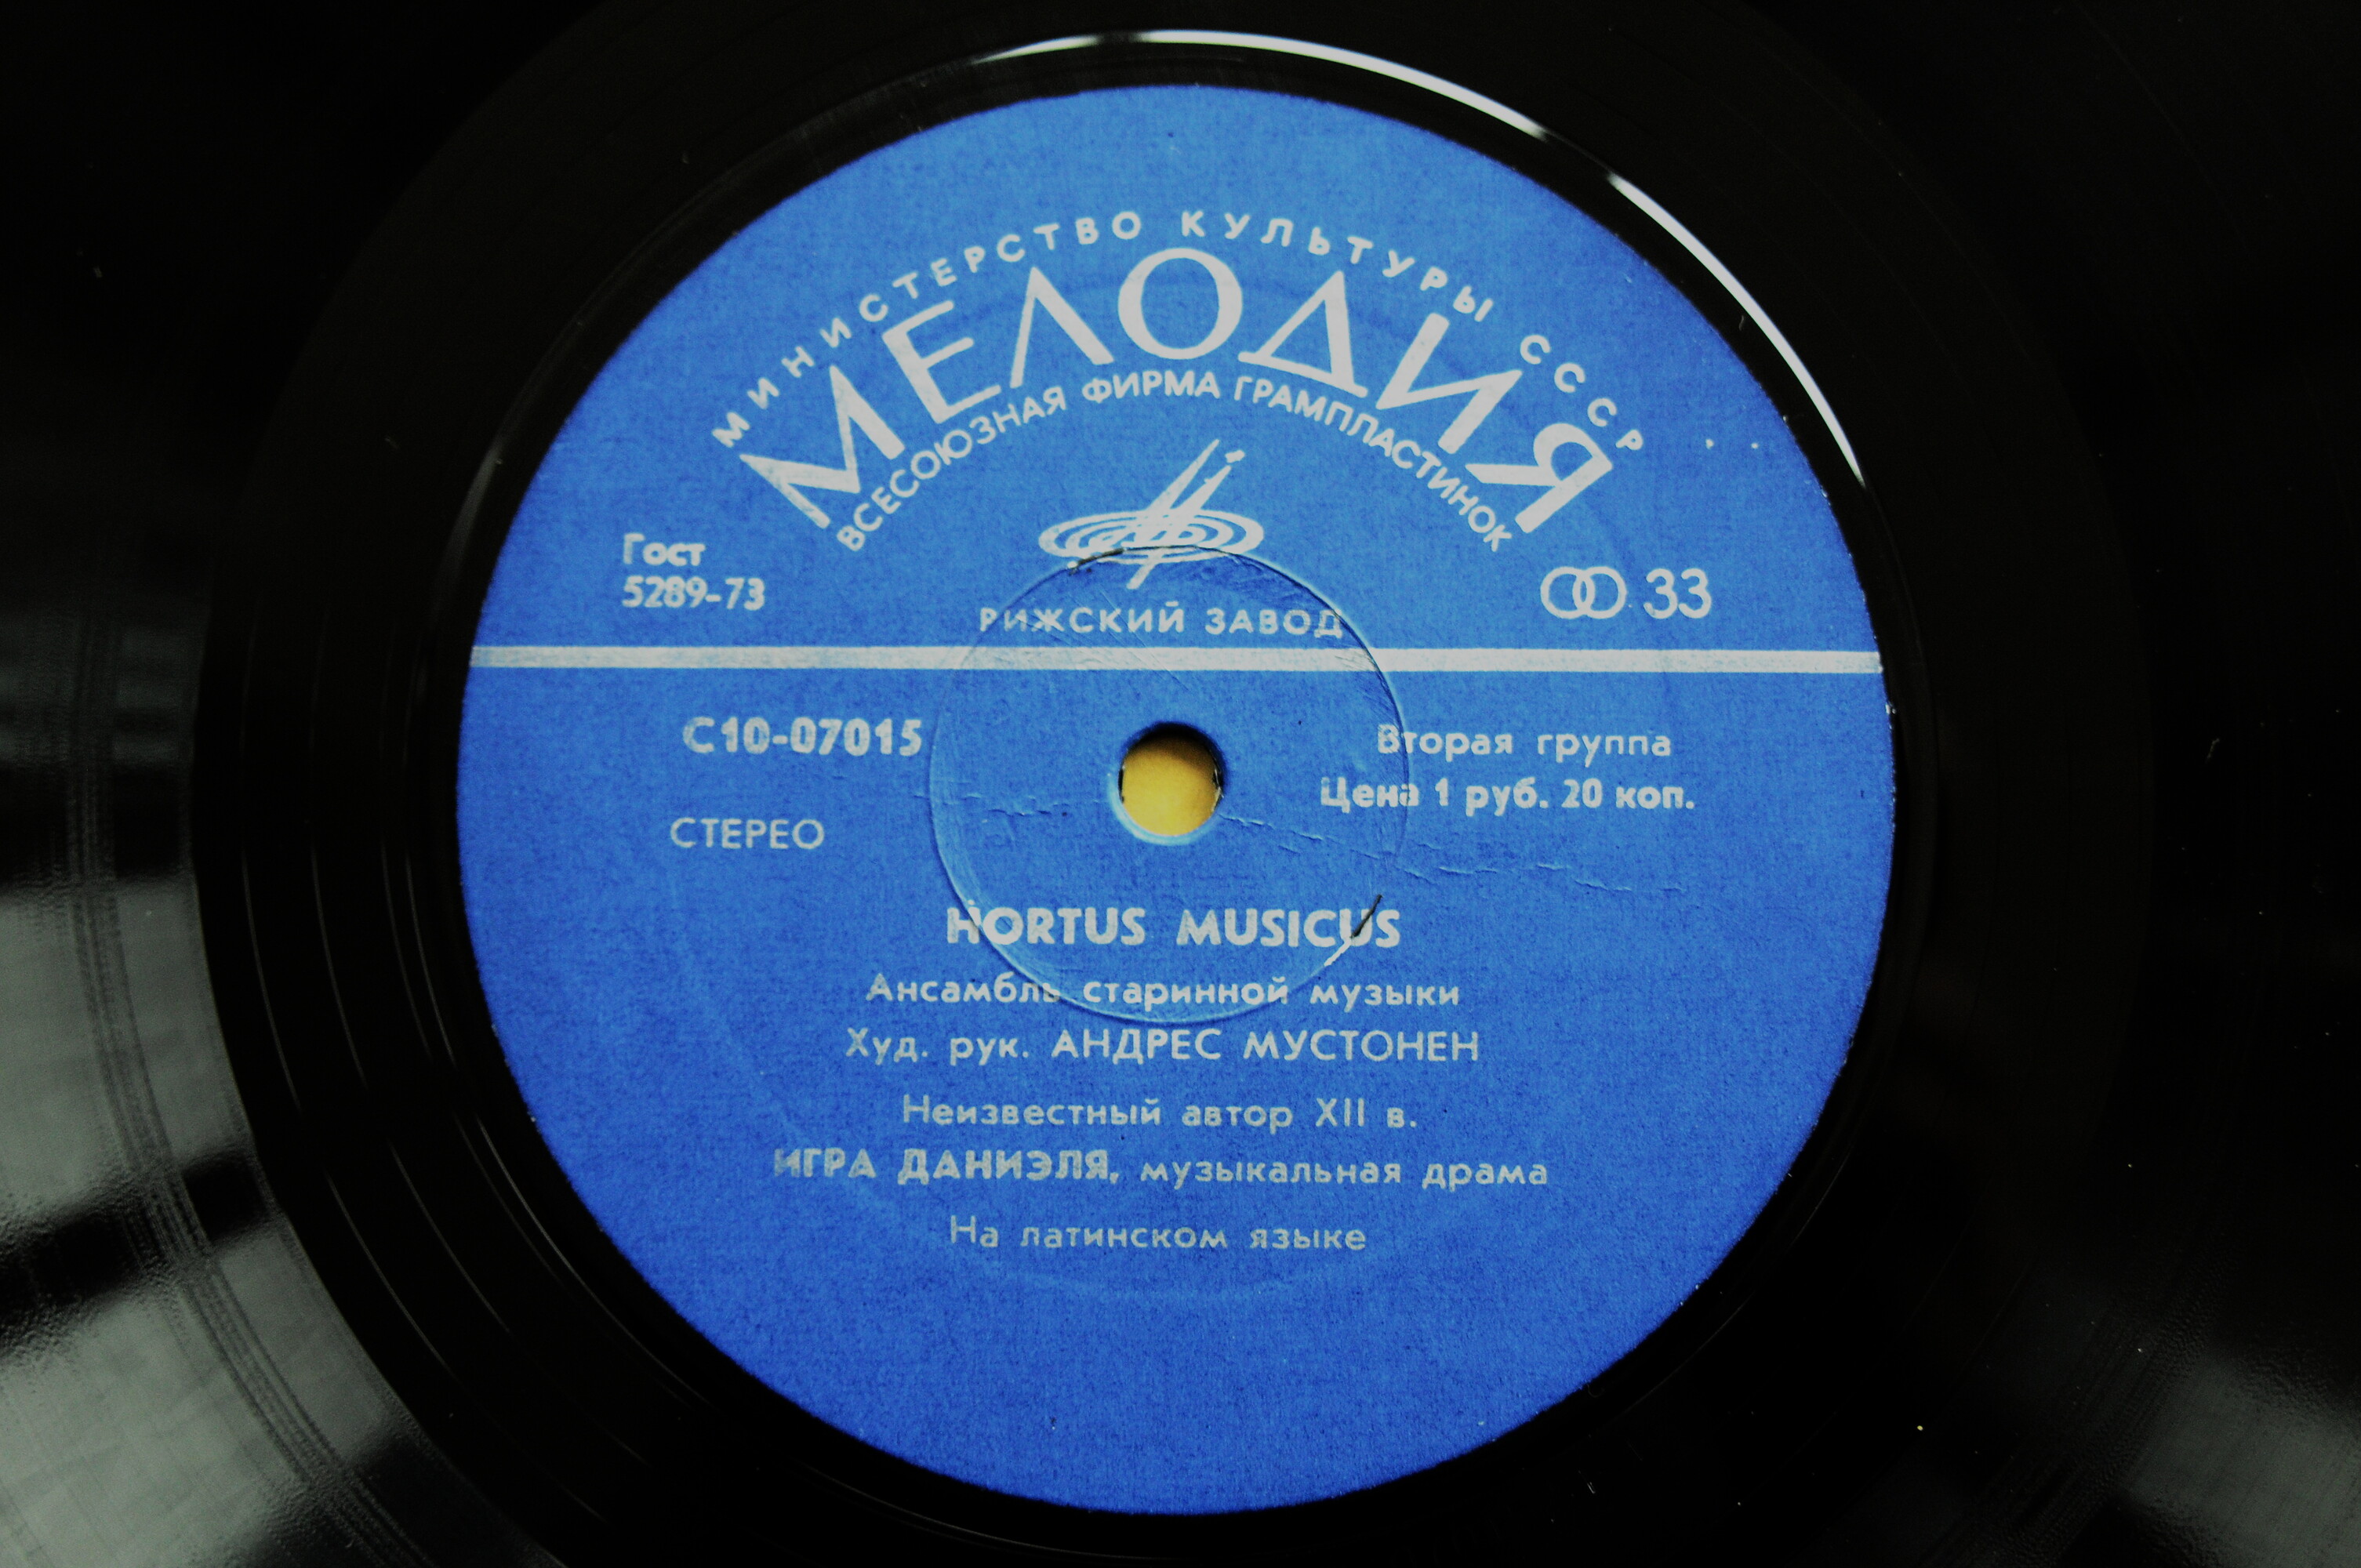 МИНИСТЕРСТВО КУЛЬТУРЫ СССР
МЕЛОДИЯ
ВСЕСОЮЗНАЯ ФИРМА ГРАМПЛАСТИНОК
Гост
5289-73
33
РИЖСКИЙ ЗАВОД
С10-07015
Вторая группа
Цена 1 руб. 20 коп.
СТЕРЕО
HORTUS MUSICUS
Ансамбль старинной музыки
Худ. рук. АНДРЕС МУСТОНЕН
Неизвестный автор XII в.
ИГРА ДАНИЭЛЯ, музыкальная драма
На латинском языке